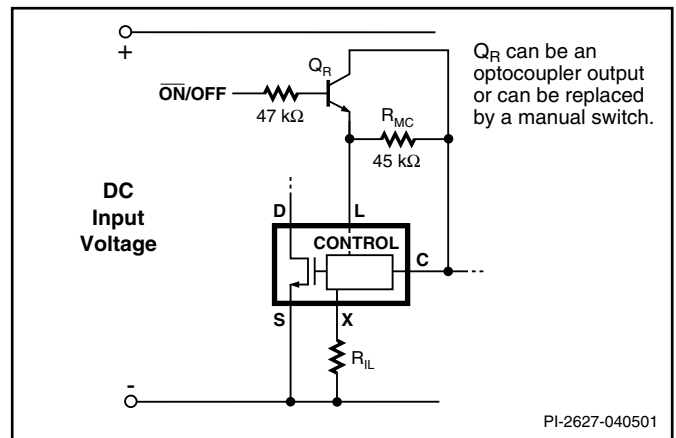 +
Q_R can be an
optocoupler output
or can be replaced
by a manual switch.
Q_R
ON/OFF
47 kΩ
R_MC
45 kΩ
DC
Input
Voltage
D
L
CONTROL
C
S
X
R_IL
-
PI-2627-040501